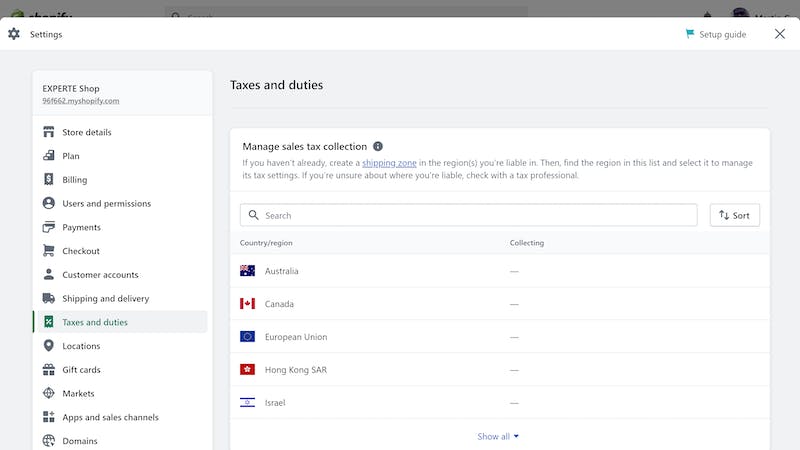 shopify
Search
Settings
Setup guide
EXPERTE Shop
96f662.myshopify.com
Store details
Plan
Billing
Users and permissions
Payments
Checkout
Customer accounts
Shipping and delivery
Taxes and duties
Locations
Gift cards
Markets
Apps and sales channels
Domains
Taxes and duties
Manage sales tax collection
If you haven't already, create a shipping zone in the region(s) you're liable in. Then, find the region in this list and select it to manage
its tax settings. If you're unsure about where you're liable, check with a tax professional.
Search
Sort
Country/region Collecting
Australia —
Canada —
European Union —
Hong Kong SAR —
Israel —
Show all